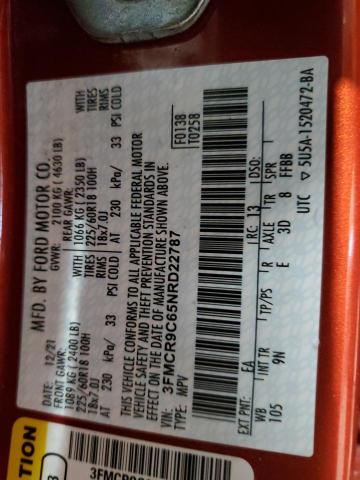 MFD. BY FORD MOTOR CO.
DATE: 12/21 GVWR: 2100 KG (4630 LB)
FRONT GAWR: REAR GAWR:
1089 KG (2400 LB) WITH 1066 KG (2350 LB) WITH
225/60R18 100H TIRES 225/60R18 100H TIRES
18x7.0J RIMS 18x7.0J RIMS
AT 230 kPa/ 33 PSI COLD AT 230 kPa/ 33 PSI COLD
THIS VEHICLE CONFORMS TO ALL APPLICABLE FEDERAL MOTOR
VEHICLE SAFETY AND THEFT PREVENTION STANDARDS IN
EFFECT ON THE DATE OF MANUFACTURE SHOWN ABOVE.
VIN: 3FMCR9C65NRD22787 F0138
TYPE: MPV T0258
EXT PNT: EA RC: 13 DSO:
WB INT TR TP/PS R AXLE TR SPR
105 9N E 3D 8 FFBB
UTC ▽ 5U5A-1520472-BA
TION